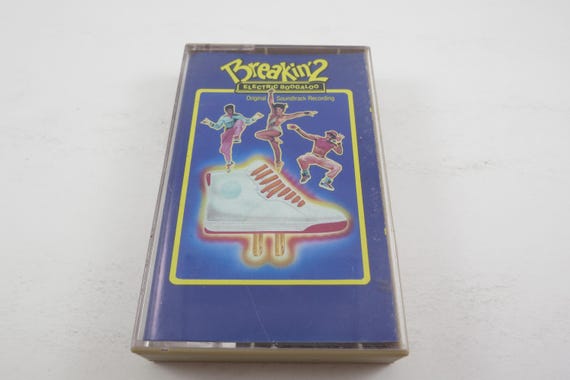 Breakin'2
ELECTRIC BOOGALOO
Original Soundtrack Recording